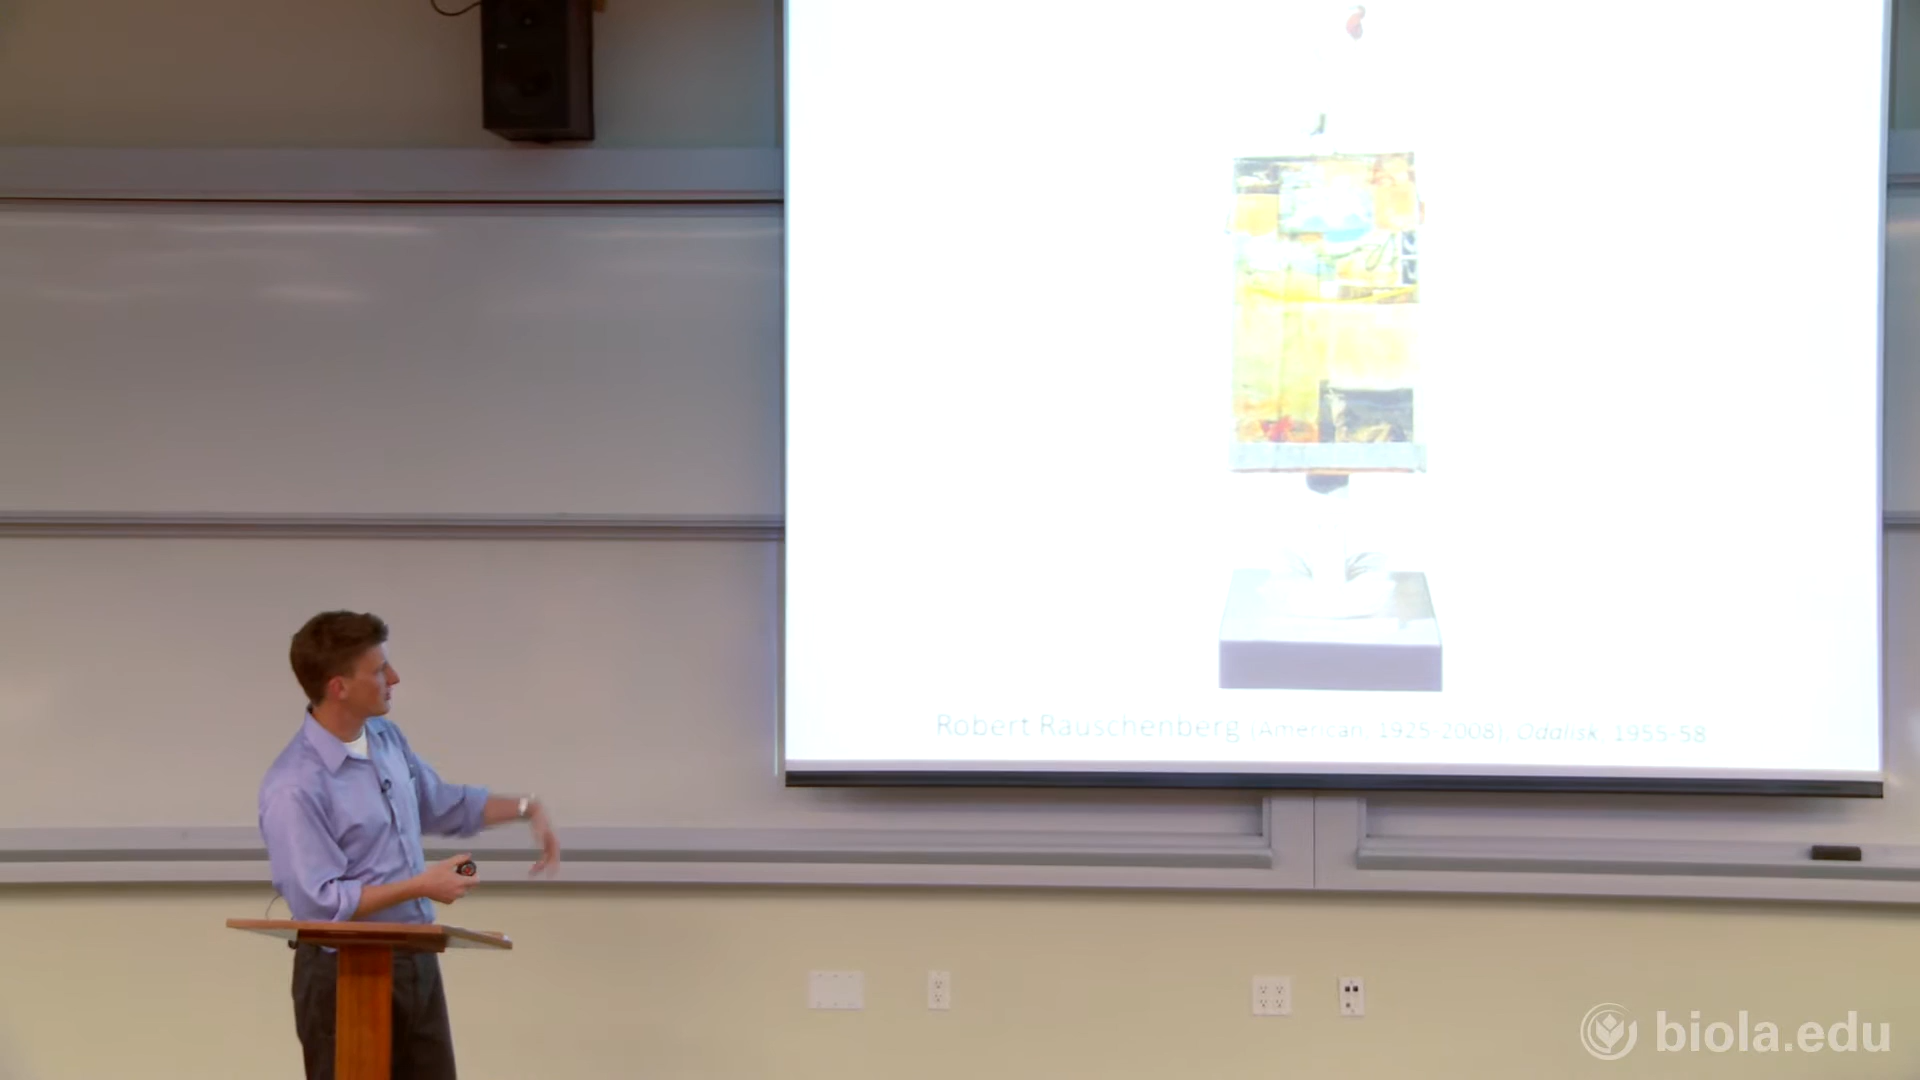 Robert Rauschenberg (American, 1925-2008), Odalisk, 1955-58
biola.edu